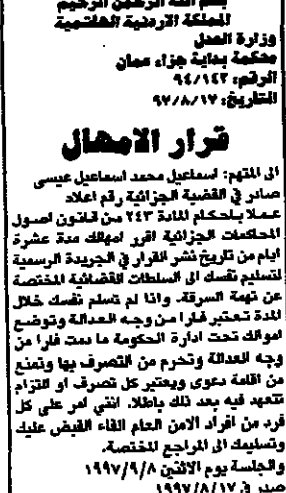 بسم الله الرحمن الرحيم
المملكة الاردنية الهاشمية
وزارة العدل
محكمة بداية جزاء عمان
الرقم: ٩٤/١٤٢
التاريخ: ٩٧/٨/١٧
قرار الامهال
الى المتهم: اسماعيل محمد اسماعيل عيسى
صادر في القضية الجزائية رقم اعلاه
عملا باحكام المادة ٢٤٣ من قانون اصول
المحاكمات الجزائية اقرر امهالك مدة عشرة
ايام من تاريخ نشر القرار في الجريدة الرسمية
لتسليم نفسك الى السلطات القضائية المختصة
عن تهمة السرقة. واذا لم تسلم نفسك خلال
المدة تعتبر فارا من وجه العدالة وتوضع
اموالك تحت ادارة الحكومة ما دمت فارا من
وجه العدالة وتحرم من التصرف بها وتمنع
من اقامة دعوى ويعتبر كل تصرف او التزام
تتعهد فيه بعد ذلك باطلا. انني امر على كل
فرد من افراد الامن العام القاء القبض عليك
وتسليمك الى المراجع المختصة.
والجلسة يوم الاثنين ١٩٩٧/٩/٨
صدر في ١٩٩٧/٨/١٧